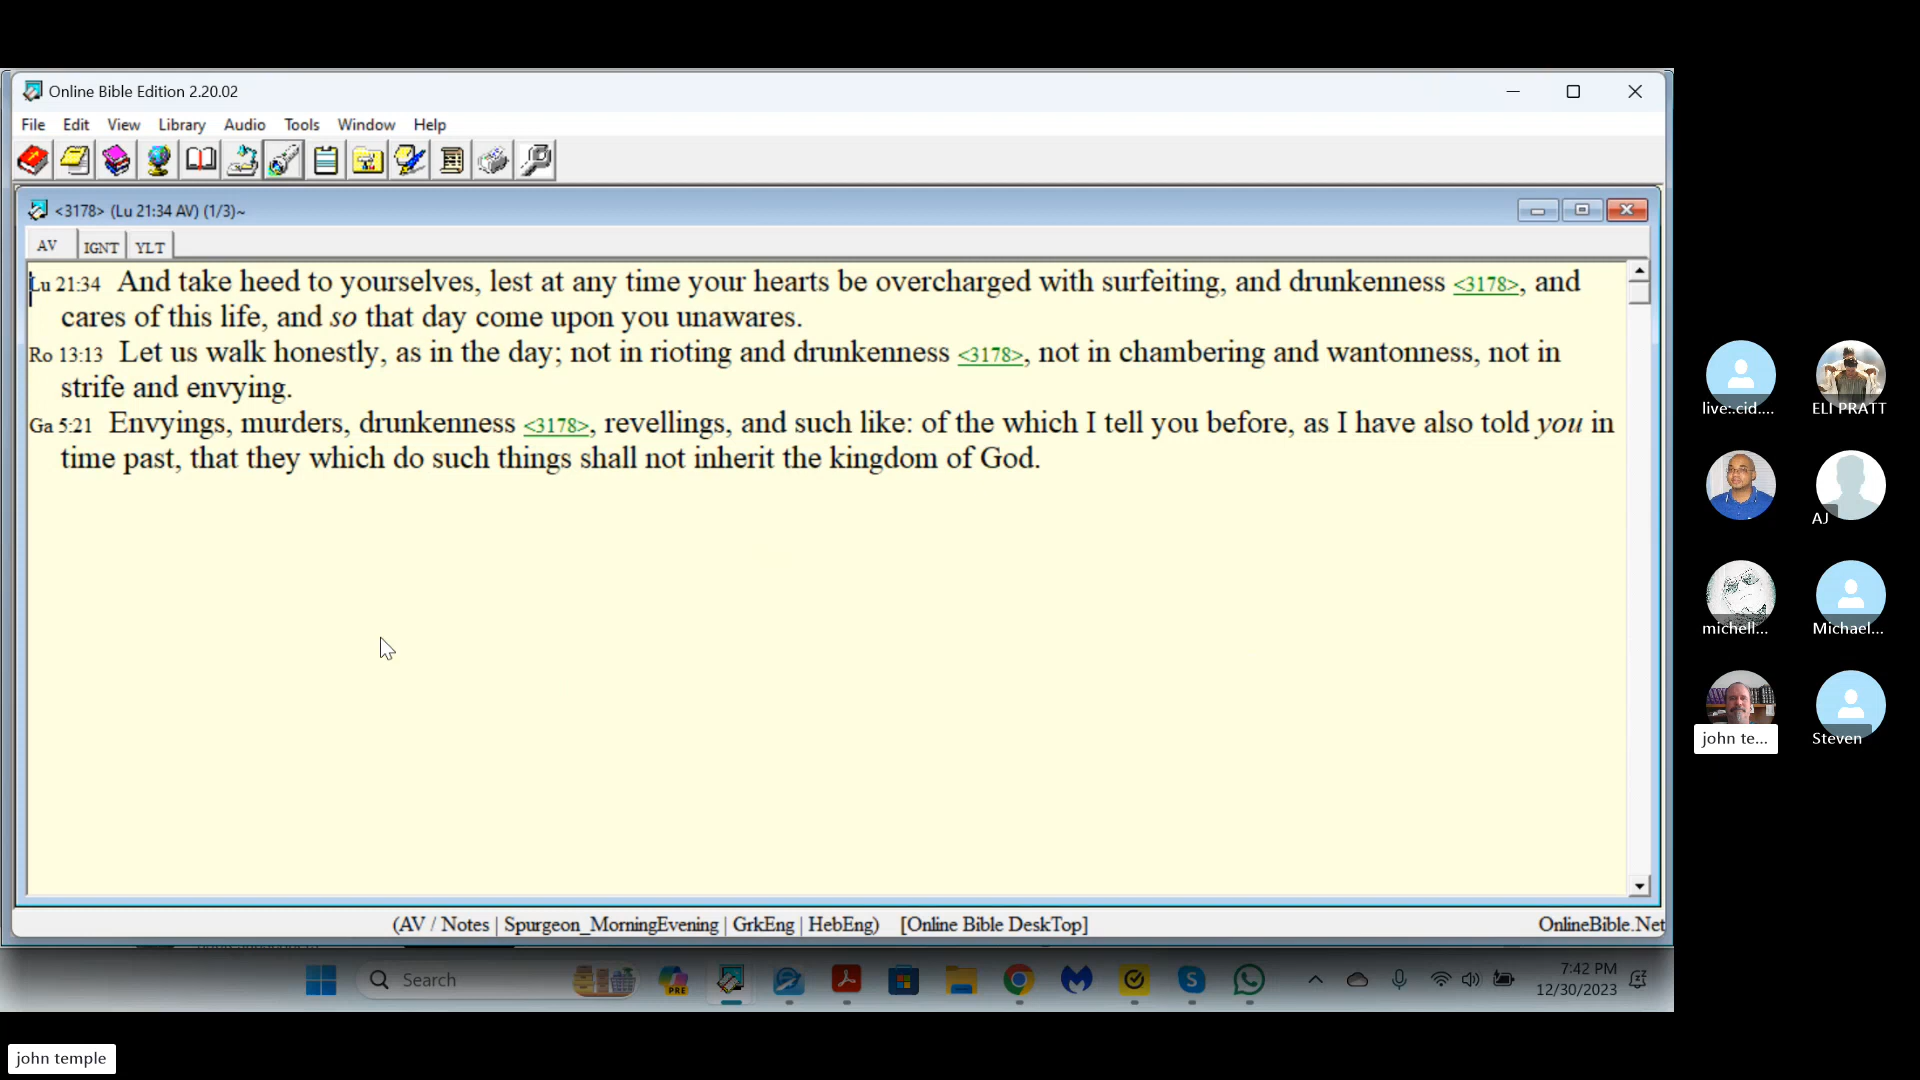 Online Bible Edition 2.20.02
File Edit View Library Audio Tools Window Help
<3178> (Lu 21:34 AV) (1/3)~
AV IGNT YLT
Lu 21:34 And take heed to yourselves, lest at any time your hearts be overcharged with surfeiting, and drunkenness <3178>, and
cares of this life, and so that day come upon you unawares.
Ro 13:13 Let us walk honestly, as in the day; not in rioting and drunkenness <3178>, not in chambering and wantonness, not in
strife and envying.
Ga 5:21 Envyings, murders, drunkenness <3178>, revellings, and such like: of the which I tell you before, as I have also told you in
time past, that they which do such things shall not inherit the kingdom of God.
(AV / Notes | Spurgeon_MorningEvening | GrkEng | HebEng) [Online Bible DeskTop]
OnlineBible.Net
Search
PRE
7:42 PM
12/30/2023
live:.cid.... ELI PRATT
AJ
michell... Michael...
john te... Steven
john temple